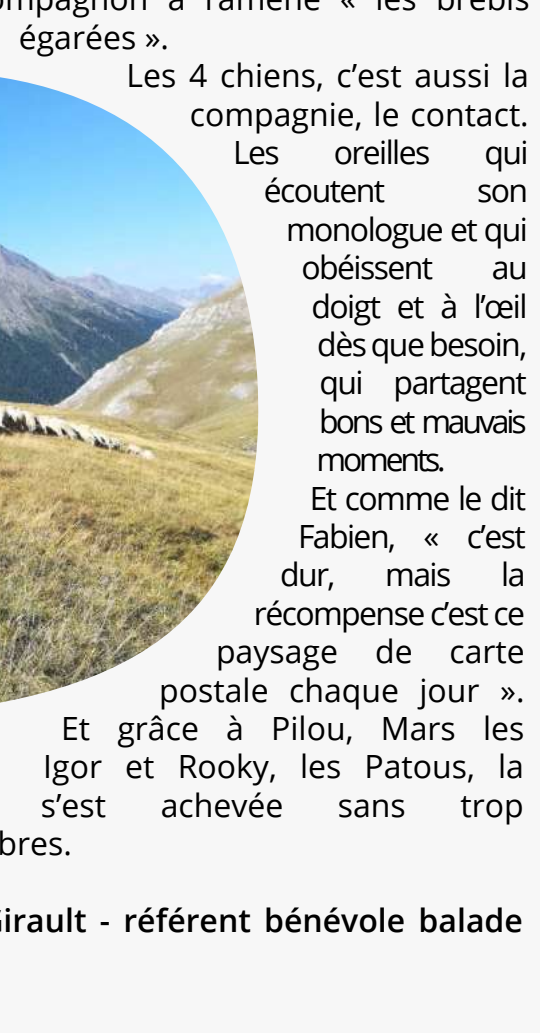 ompagnon a ramené « les brebis
égarées ».
Les 4 chiens, c’est aussi la
compagnie, le contact.
Les oreilles qui
écoutent son
monologue et qui
obéissent au
doigt et à l’œil
dès que besoin,
qui partagent
bons et mauvais
moments.
Et comme le dit
Fabien, « c’est
dur, mais la
récompense c’est ce
paysage de carte
postale chaque jour ».
Et grâce à Pilou, Mars les
Igor et Rooky, les Patous, la
s’est achevée sans trop
bres.
Girault - référent bénévole balade